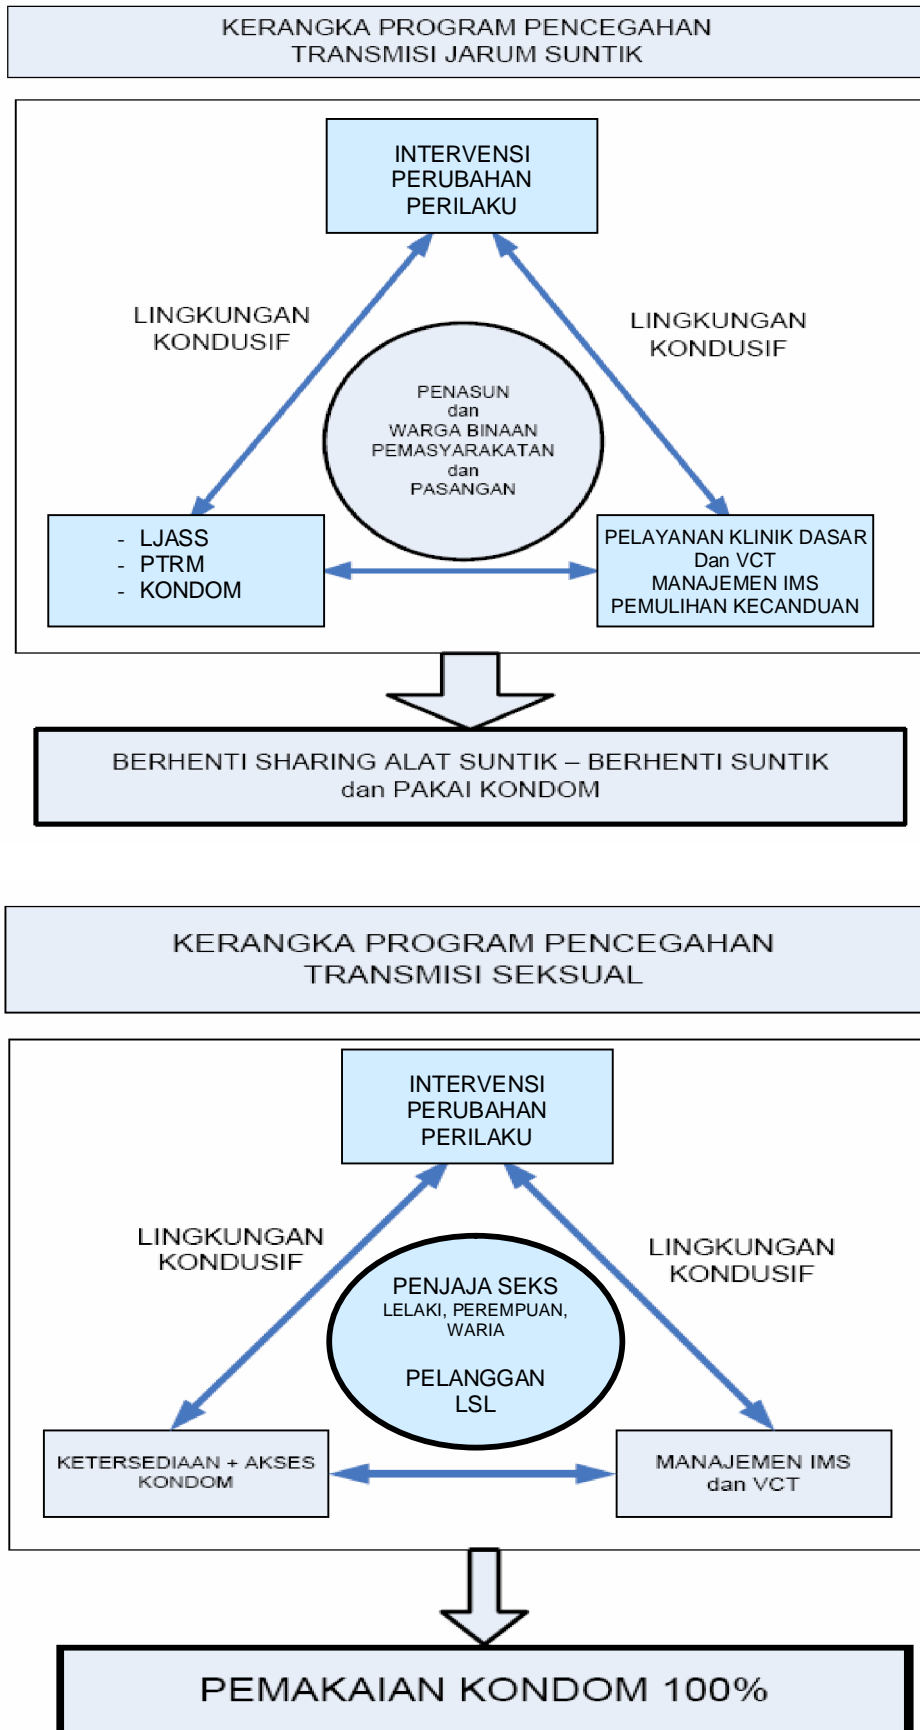 KERANGKA PROGRAM PENCEGAHAN
TRANSMISI JARUM SUNTIK
INTERVENSI
PERUBAHAN
PERILAKU
LINGKUNGAN
KONDUSIF
LINGKUNGAN
KONDUSIF
PENASUN
dan
WARGA BINAAN
PEMASYARAKATAN
dan
PASANGAN
- LJASS
- PTRM
- KONDOM
PELAYANAN KLINIK DASAR
Dan VCT
MANAJEMEN IMS
PEMULIHAN KECANDUAN
BERHENTI SHARING ALAT SUNTIK – BERHENTI SUNTIK
dan PAKAI KONDOM
KERANGKA PROGRAM PENCEGAHAN
TRANSMISI SEKSUAL
INTERVENSI
PERUBAHAN
PERILAKU
LINGKUNGAN
KONDUSIF
LINGKUNGAN
KONDUSIF
PENJAJA SEKS
LELAKI, PEREMPUAN,
WARIA
PELANGGAN
LSL
KETERSEDIAAN + AKSES
KONDOM
MANAJEMEN IMS
dan VCT
PEMAKAIAN KONDOM 100%